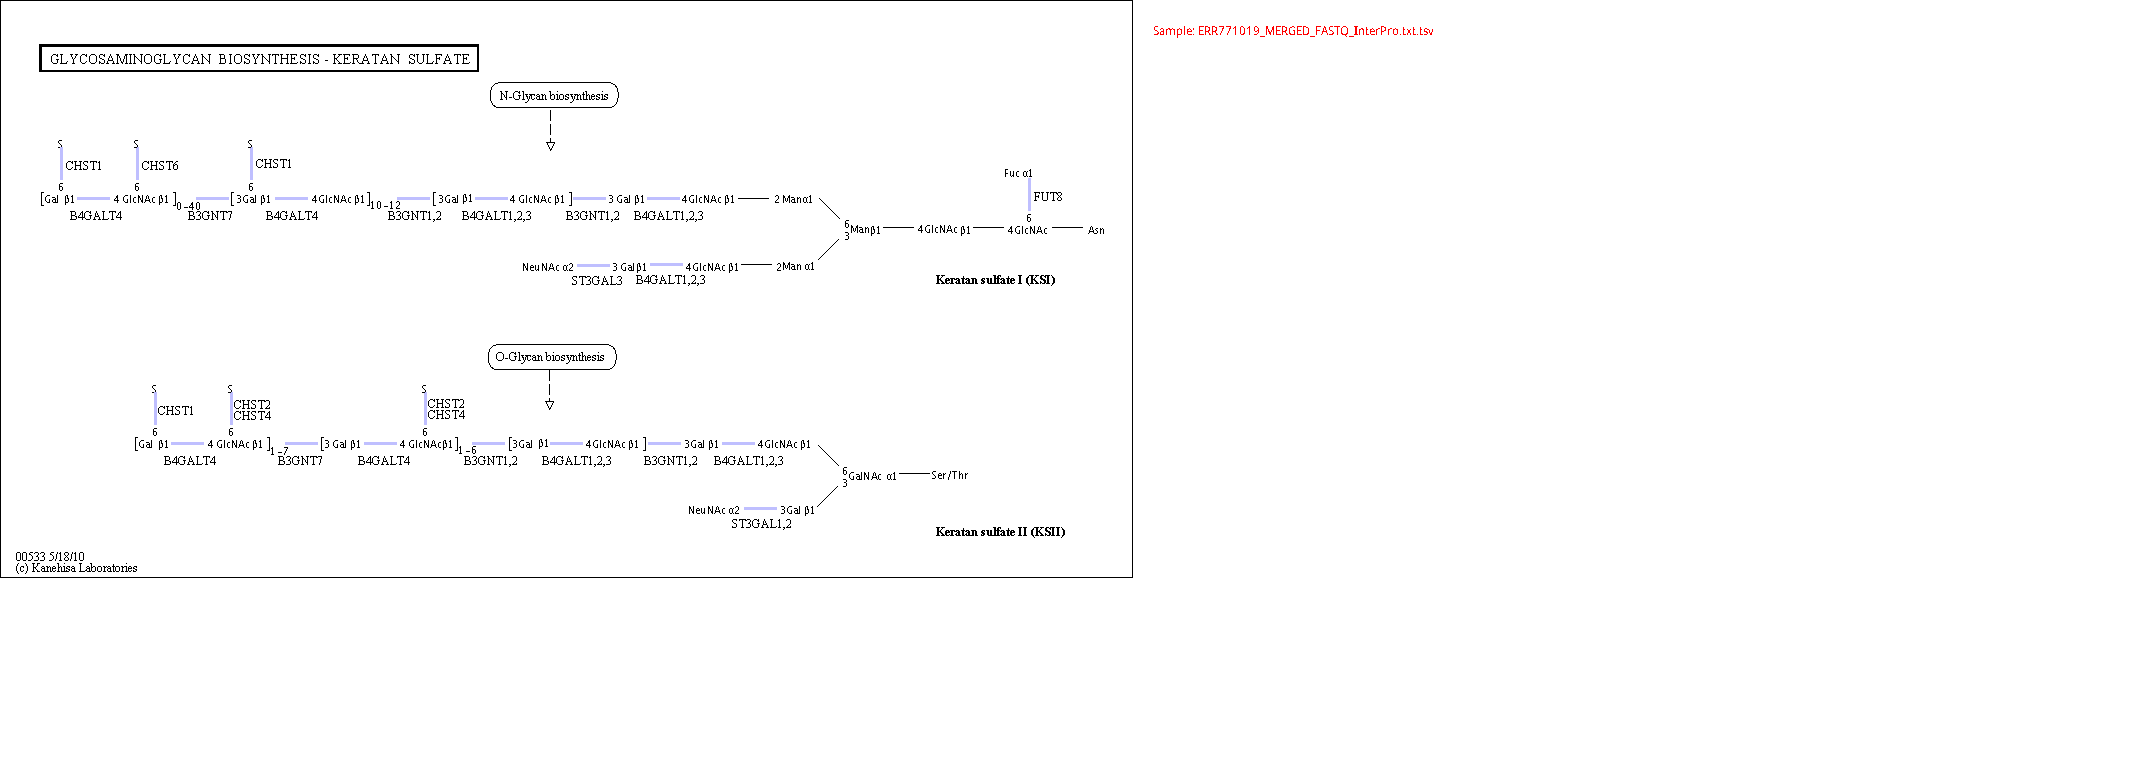 Sample: ERR771019_MERGED_FASTQ_InterPro.txt.tsv
GLYCOSAMINOGLYCAN BIOSYNTHESIS - KERATAN SULFATE
N-Glycan biosynthesis
S S S
CHST1 CHST6 CHST1
Fuc α1
FUT8
6 6 6
[Gal β1 4 GlcNAc β1]0-40 [3Gal β1 4GlcNAc β1]10-12 [3Gal β1 4 GlcNAc β1] 3 Gal β1 4GlcNAc β1 2 Manα1
B4GALT4 B3GNT7 B4GALT4 B3GNT1,2 B4GALT1,2,3 B3GNT1,2 B4GALT1,2,3
6
6
3 Manβ1 4GlcNAc β1 4GlcNAc Asn
NeuNAc α2 3 Galβ1 4GlcNAc β1 2Man α1
ST3GAL3 B4GALT1,2,3
Keratan sulfate I (KSI)
O-Glycan biosynthesis
S S S
CHST1 CHST2 CHST2
CHST4 CHST4
6 6 6
[Gal β1 4 GlcNAc β1]1-7 [3 Gal β1 4 GlcNAcβ1]1-6 [3Gal β1 4GlcNAc β1] 3Gal β1 4GlcNAc β1
B4GALT4 B3GNT7 B4GALT4 B3GNT1,2 B4GALT1,2,3 B3GNT1,2 B4GALT1,2,3
6
3 GalNAc α1 Ser/Thr
NeuNAc α2 3Gal β1
ST3GAL1,2
Keratan sulfate II (KSII)
00533 5/18/10
(c) Kanehisa Laboratories